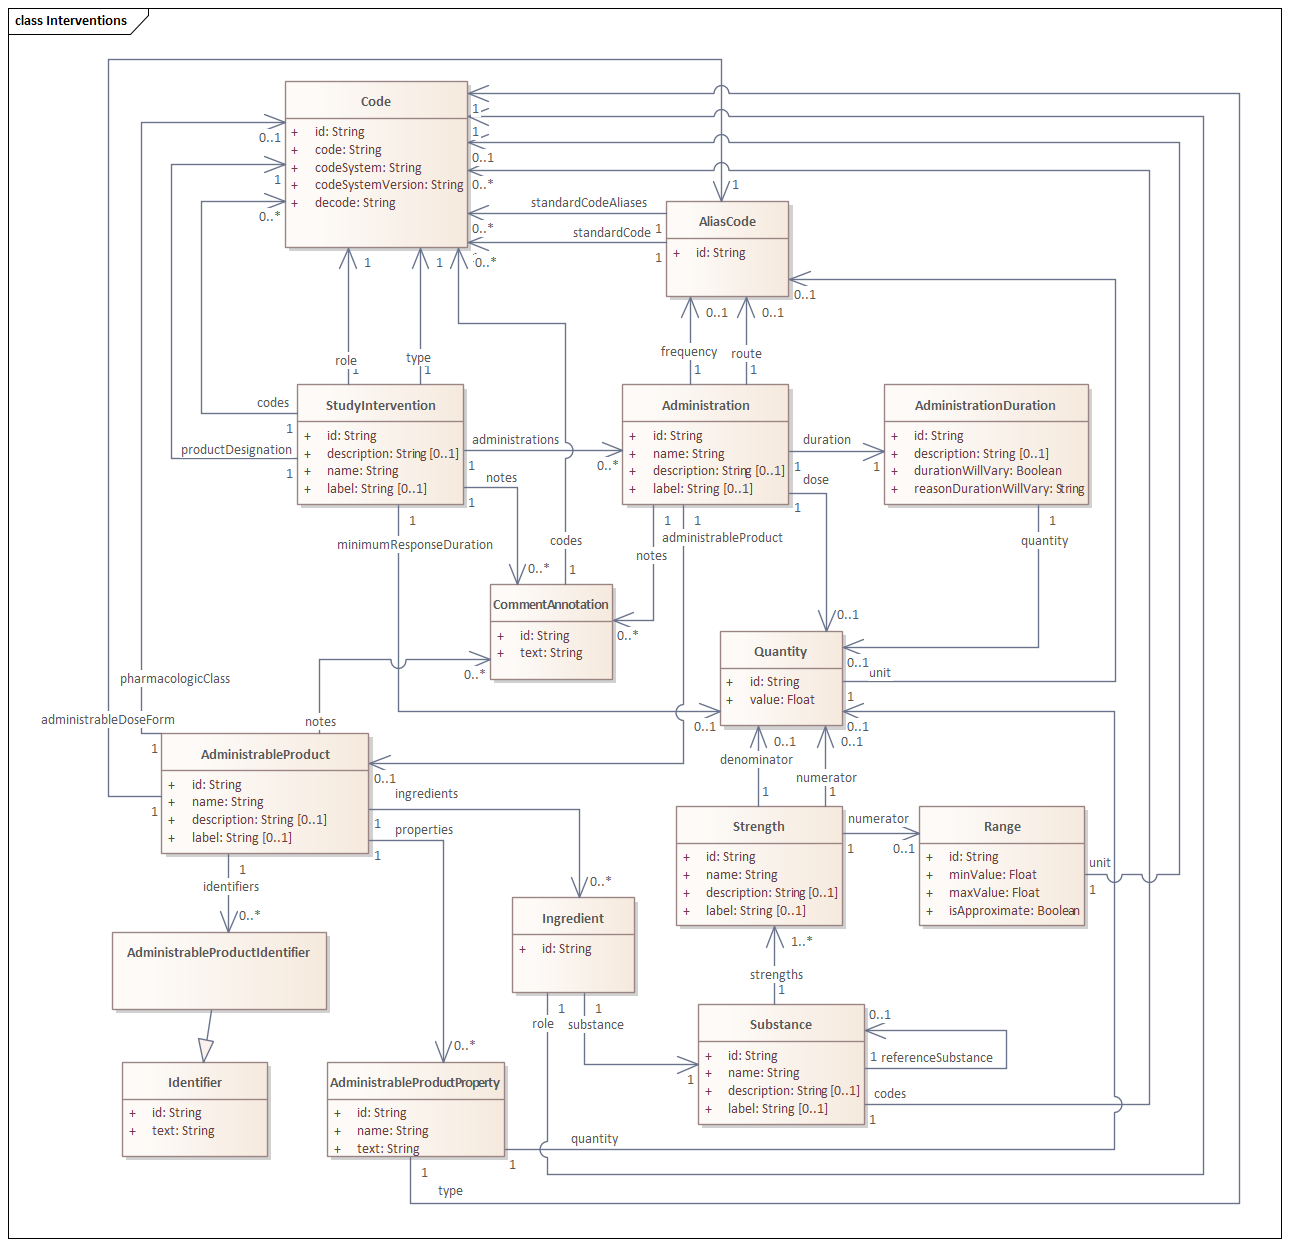 class Interventions
Code
+ id: String
+ code: String
+ codeSystem: String
+ codeSystemVersion: String
+ decode: String
0..1
1
0..*
1
1
0..1
0..*
0..*
0..*
1
1
1
AliasCode
+ id: String
standardCodeAliases
1
standardCode
1
0..1
0..1
0..1
frequency
1
route
1
role
1
type
1
codes
1
productDesignation
1
StudyIntervention
+ id: String
+ description: String [0..1]
+ name: String
+ label: String [0..1]
administrations
1
0..*
notes
1
0..*
1
minimumResponseDuration
0..1
Administration
+ id: String
+ name: String
+ description: String [0..1]
+ label: String [0..1]
duration
1
1
dose
1
0..1
1
notes
0..*
1
administrableProduct
0..1
AdministrationDuration
+ id: String
+ description: String [0..1]
+ durationWillVary: Boolean
+ reasonDurationWillVary: String
1
quantity
0..1
codes
1
CommentAnnotation
+ id: String
+ text: String
0..*
notes
Quantity
+ id: String
+ value: Float
unit
1
0..1
0..1
denominator
1
0..1
numerator
1
pharmacologicClass
1
administrableDoseForm
1
AdministrableProduct
+ id: String
+ name: String
+ description: String [0..1]
+ label: String [0..1]
ingredients
1
0..*
properties
1
0..*
1
identifiers
0..*
Strength
+ id: String
+ name: String
+ description: String [0..1]
+ label: String [0..1]
numerator
1
0..1
Range
+ id: String
+ minValue: Float
+ maxValue: Float
+ isApproximate: Boolean
unit
1
AdministrableProductIdentifier
Ingredient
+ id: String
1
role
1
substance
1
1..*
strengths
1
Substance
+ id: String
+ name: String
+ description: String [0..1]
+ label: String [0..1]
0..1
1 referenceSubstance
codes
1
Identifier
+ id: String
+ text: String
AdministrableProductProperty
+ id: String
+ name: String
+ text: String
quantity
1
1
type